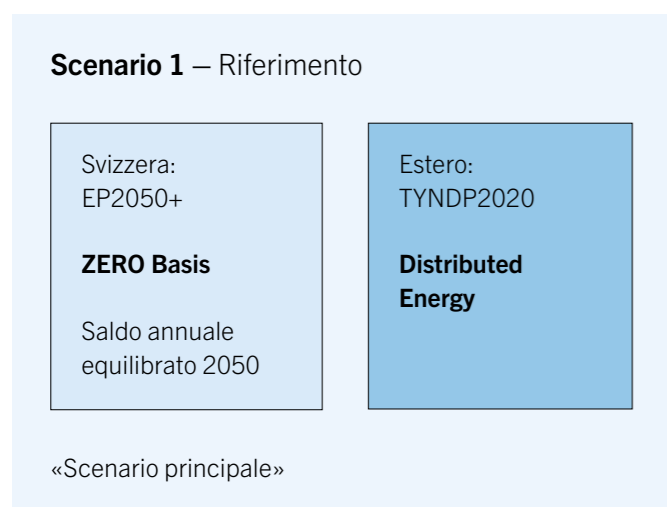 Scenario 1 – Riferimento
Svizzera:
EP2050+
ZERO Basis
Saldo annuale
equilibrato 2050
Estero:
TYNDP2020
Distributed
Energy
«Scenario principale»